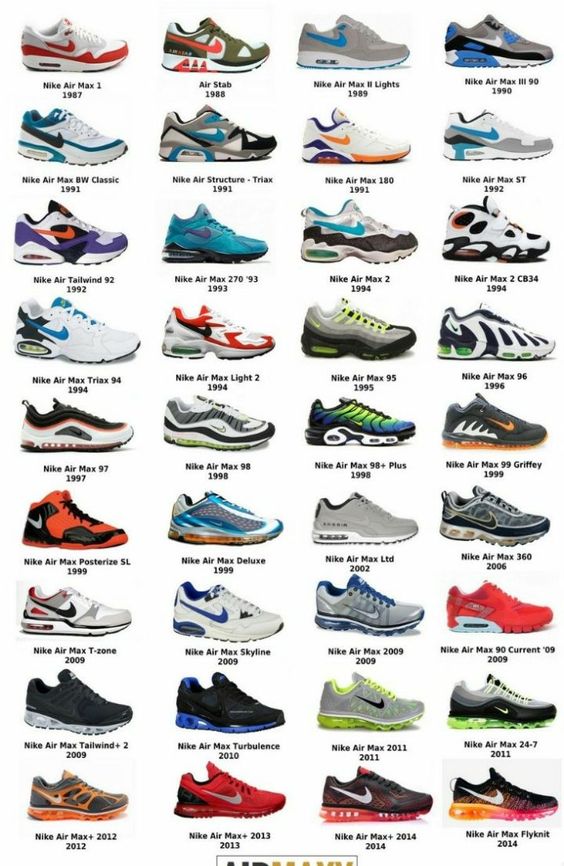 Nike Air Max 1
1987
Air Stab
1988
Nike Air Max II Lights
1989
Nike Air Max III 90
1990
Nike Air Max BW Classic
1991
Nike Air Structure - Triax
1991
Nike Air Max 180
1991
Nike Air Max ST
1992
Nike Air Tailwind 92
1992
Nike Air Max 270 '93
1993
Nike Air Max 2
1994
Nike Air Max 2 CB34
1994
Nike Air Max Triax 94
1994
Nike Air Max Light 2
1994
Nike Air Max 95
1995
Nike Air Max 96
1996
Nike Air Max 97
1997
Nike Air Max 98
1998
Nike Air Max 98+ Plus
1998
Nike Air Max 99 Griffey
1999
Nike Air Max Posterize SL
1999
Nike Air Max Deluxe
1999
Nike Air Max Ltd
2002
Nike Air Max 360
2006
Nike Air Max T-zone
2009
Nike Air Max Skyline
2009
Nike Air Max 2009
2009
Nike Air Max 90 Current '09
2009
Nike Air Max Tailwind+ 2
2009
Nike Air Max Turbulence
2010
Nike Air Max 2011
2011
Nike Air Max 24-7
2011
Nike Air Max+ 2012
2012
Nike Air Max+ 2013
2013
Nike Air Max+ 2014
2014
Nike Air Max Flyknit
2014